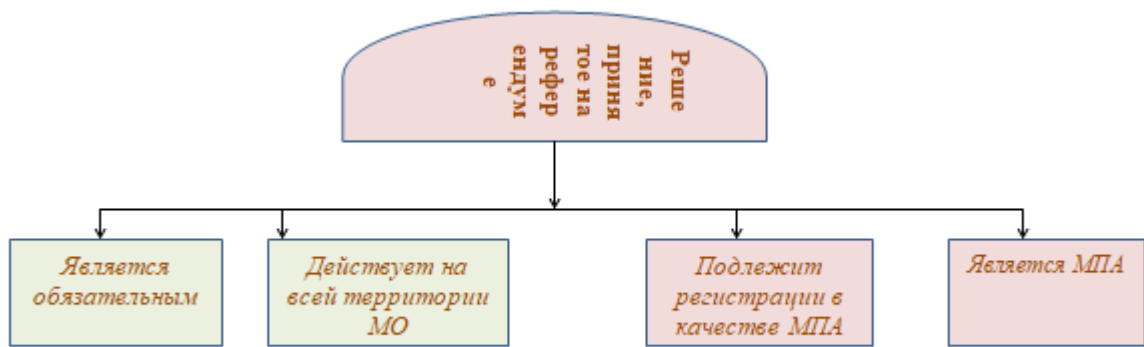 Реше
ние,
приня
тое на
рефер
ендум
е
Является
обязательным
Действует на
всей территории
МО
Подлежит
регистрации в
качестве МПА
Является МПА